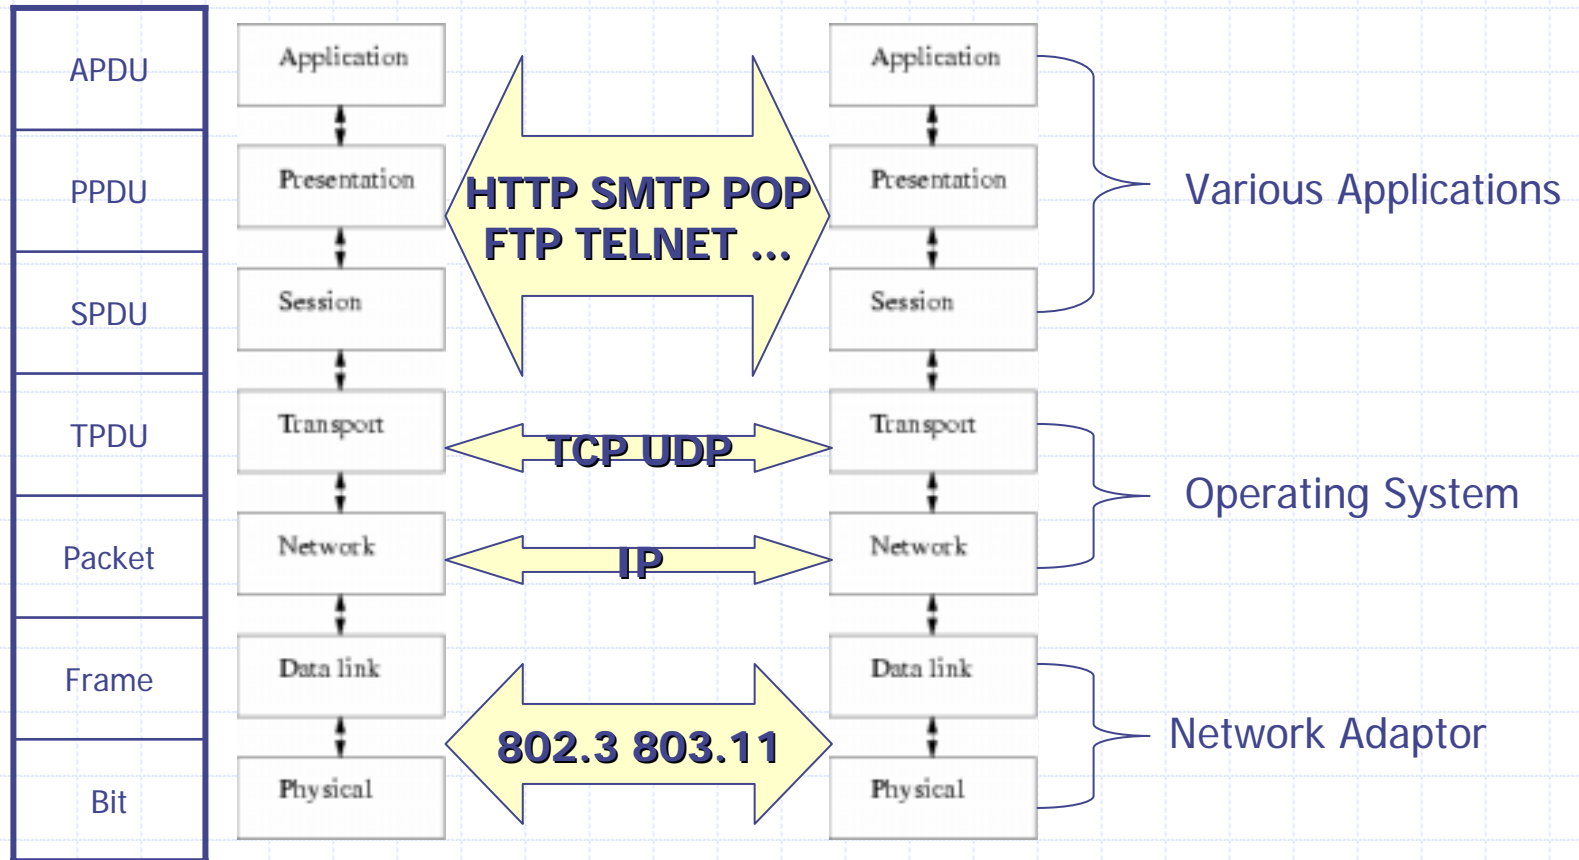 APDU
PPDU
SPDU
TPDU
Packet
Frame
Bit
Application
Presentation
Session
Transport
Network
Data link
Physical
HTTP SMTP POP
FTP TELNET ...
TCP UDP
IP
802.3 803.11
Application
Presentation
Session
Transport
Network
Data link
Physical
Various Applications
Operating System
Network Adaptor